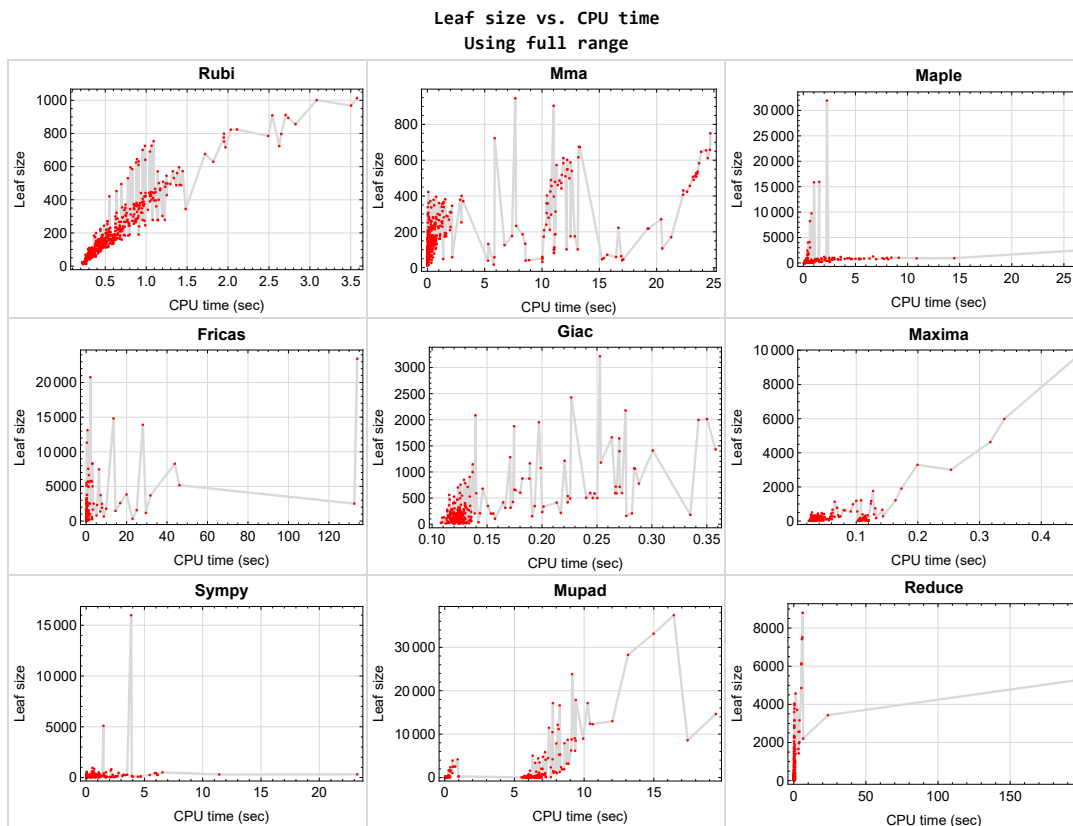 Leaf size vs. CPU time
Using full range
Rubi
Leaf size
1000
800
600
400
200
0
0.5 1.0 1.5 2.0 2.5 3.0 3.5
CPU time (sec)
Mma
Leaf size
800
600
400
200
0
0 5 10 15 20 25
CPU time (sec)
Maple
Leaf size
30 000
25 000
20 000
15 000
10 000
5000
0
0 5 10 15 20 25
CPU time (sec)
Fricas
Leaf size
20 000
15 000
10 000
5000
0
0 20 40 60 80 100 120
CPU time (sec)
Giac
Leaf size
3000
2500
2000
1500
1000
500
0
0.10 0.15 0.20 0.25 0.30 0.35
CPU time (sec)
Maxima
Leaf size
10 000
8000
6000
4000
2000
0
0.1 0.2 0.3 0.4
CPU time (sec)
Sympy
Leaf size
15 000
10 000
5000
0
0 5 10 15 20
CPU time (sec)
Mupad
Leaf size
30 000
20 000
10 000
0
0 5 10 15
CPU time (sec)
Reduce
Leaf size
8000
6000
4000
2000
0
0 50 100 150
CPU time (sec)